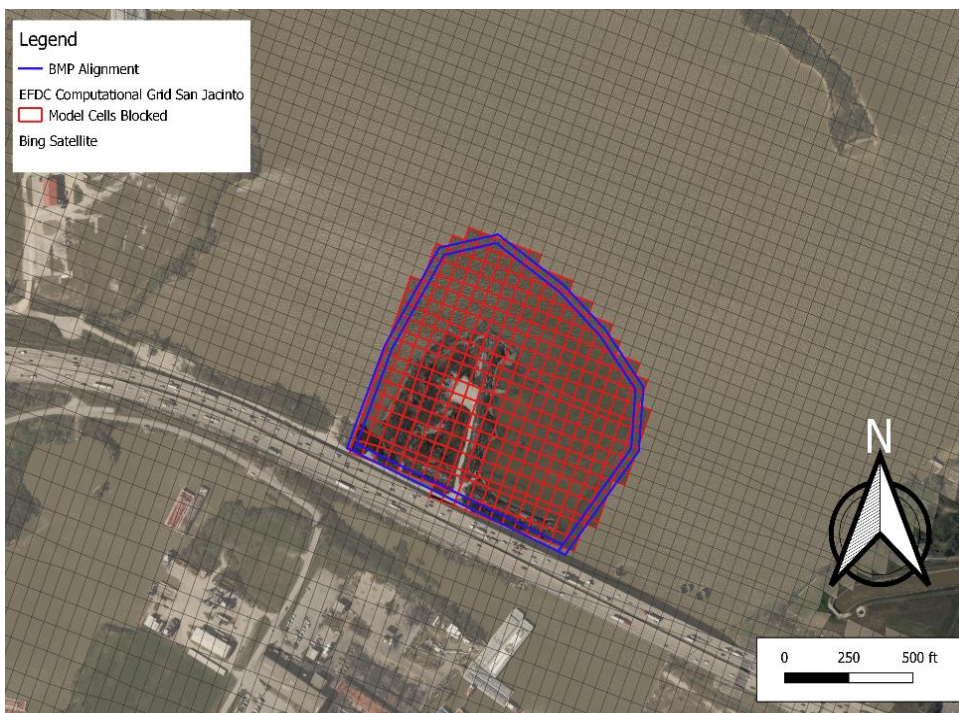 Legend
BMP Alignment
EFDC Computational Grid San Jacinto
Model Cells Blocked
Bing Satellite
N
0 250 500 ft